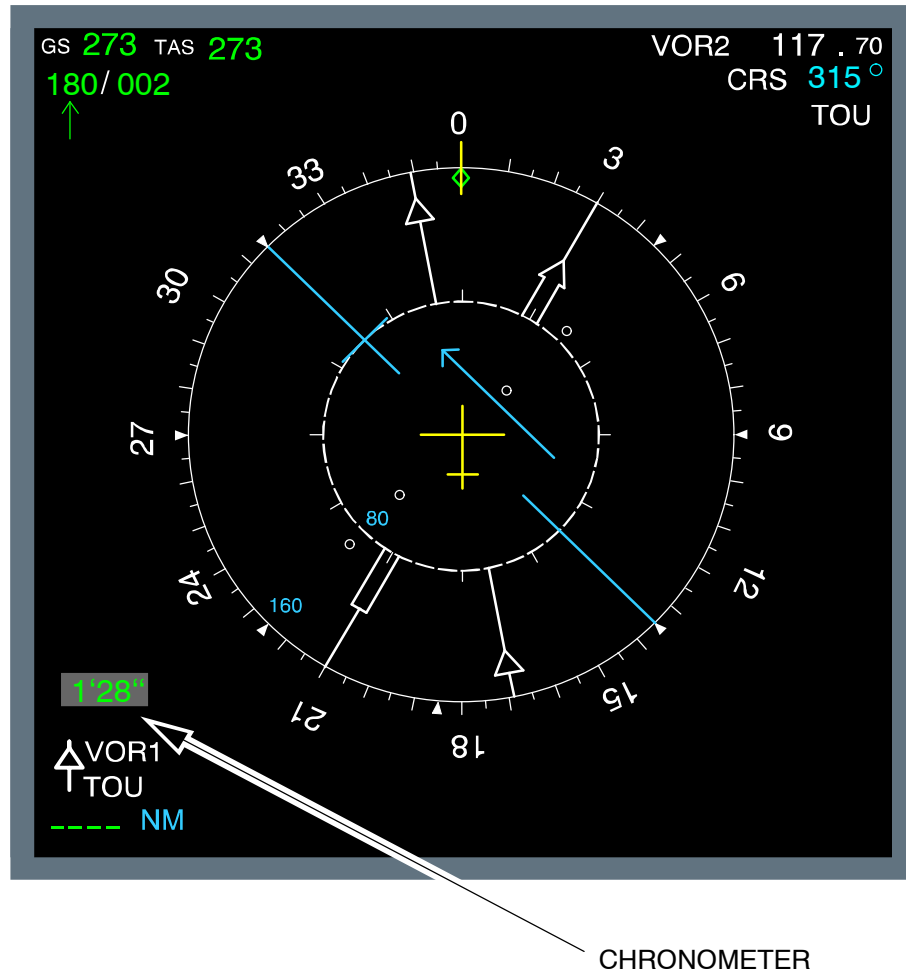 GS 273 TAS 273
VOR2 117 . 70
180/ 002
CRS 315°
TOU
0
3
33
6
30
9
27
12
24
80
160
15
21
18
1‘28“
VOR1
TOU
---- NM
CHRONOMETER